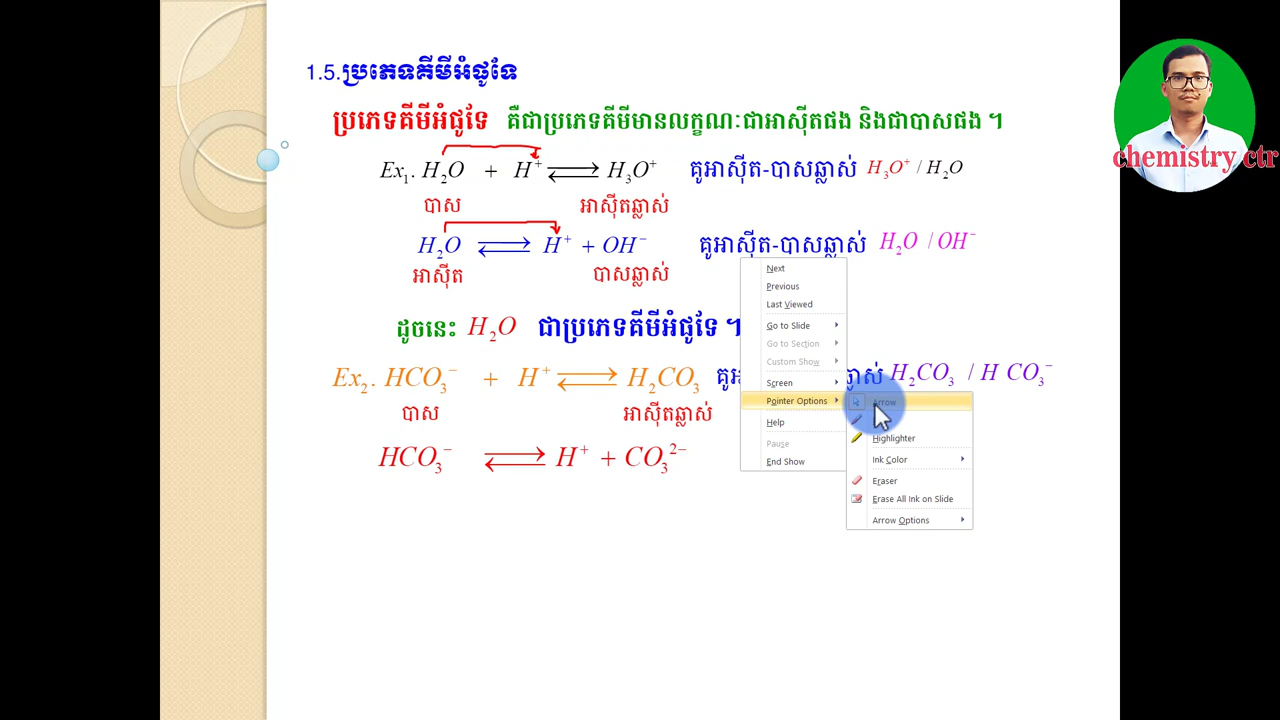 1.5.ប្រភេទគីមីអំផូទែ
ប្រភេទគីមីអំផូទែ គឺជាប្រភេទគីមីមានលក្ខណៈជាអាស៊ីតផង និងជាបាសផង ។
chemistry ctr
Ex₁. H₂O + H⁺ ⇌ H₃O⁺ គូអាស៊ីត-បាសឆ្លាស់ H₃O⁺ / H₂O
បាស អាស៊ីតឆ្លាស់
H₂O ⇌ H⁺ + OH⁻ គូអាស៊ីត-បាសឆ្លាស់ H₂O / OH⁻
អាស៊ីត បាសឆ្លាស់
ដូចនេះ H₂O ជាប្រភេទគីមីអំផូទែ ។
Ex₂. HCO₃⁻ + H⁺ ⇌ H₂CO₃ គូអ ឆ្លាស់ H₂CO₃ / H CO₃⁻
បាស អាស៊ីតឆ្លាស់
HCO₃⁻ ⇌ H⁺ + CO₃²⁻
Next
Previous
Last Viewed
Go to Slide
Go to Section
Custom Show
Screen
Pointer Options
Help
Pause
End Show
Arrow
Highlighter
Ink Color
Eraser
Erase All Ink on Slide
Arrow Options